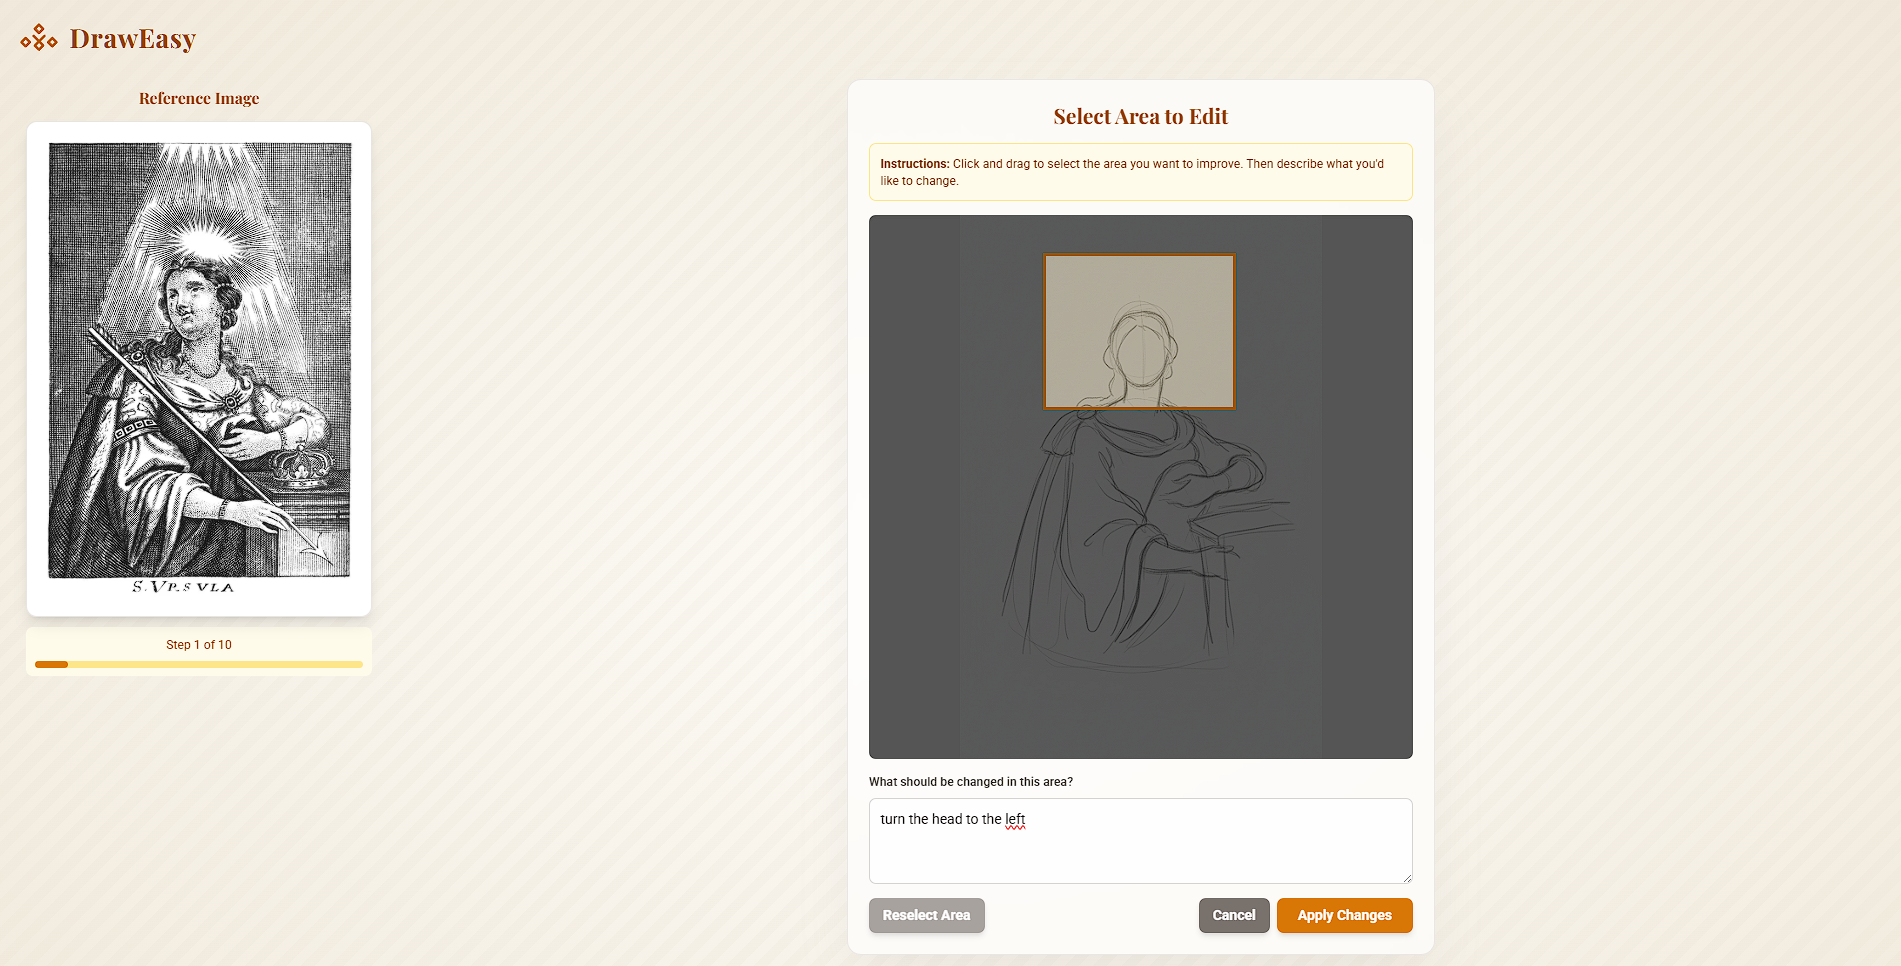 DrawEasy
Reference Image
S. VRSVLA
Step 1 of 10
Select Area to Edit
Instructions: Click and drag to select the area you want to improve. Then describe what you'd
like to change.
What should be changed in this area?
turn the head to the left
Reselect Area
Cancel
Apply Changes